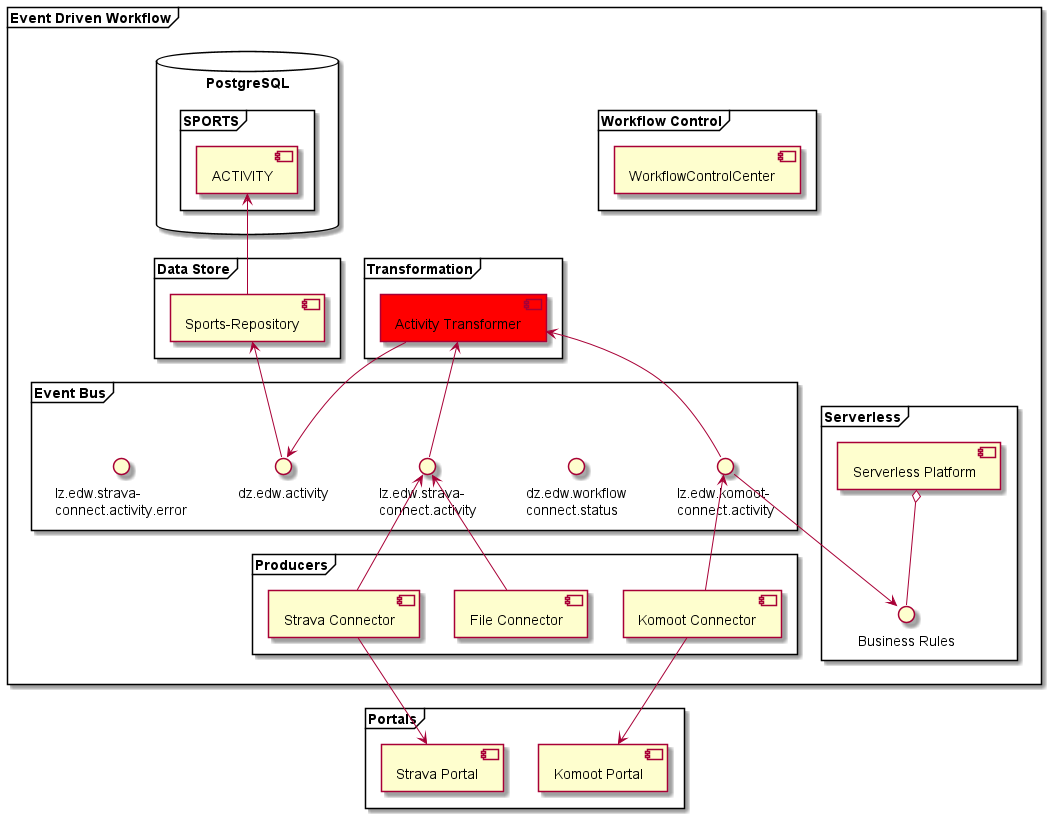 Event Driven Workflow
PostgreSQL
SPORTS
ACTIVITY
Workflow Control
WorkflowControlCenter
Data Store
Sports-Repository
Transformation
Activity Transformer
Event Bus
lz.edw.strava-
connect.activity.error
dz.edw.activity
lz.edw.strava-
connect.activity
dz.edw.workflow
connect.status
lz.edw.komoot-
connect.activity
Serverless
Serverless Platform
Business Rules
Producers
Strava Connector
File Connector
Komoot Connector
Portals
Strava Portal
Komoot Portal